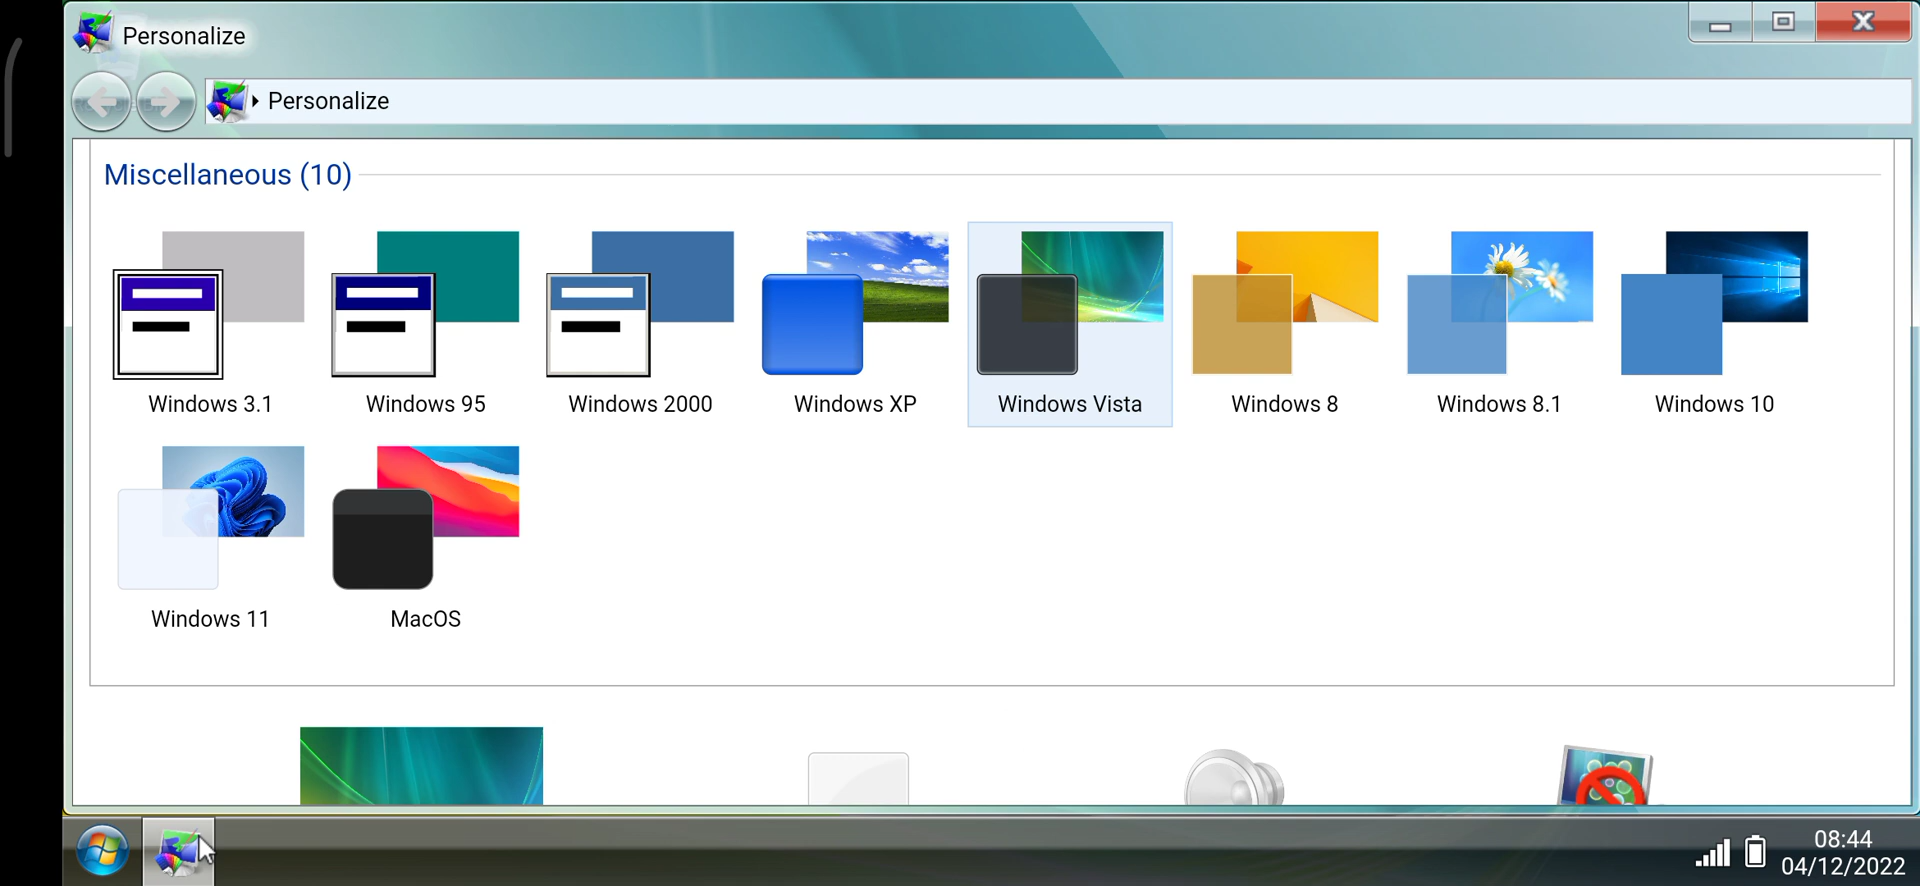 Personalize
Personalize
Miscellaneous (10)
Windows 3.1
Windows 95
Windows 2000
Windows XP
Windows Vista
Windows 8
Windows 8.1
Windows 10
Windows 11
MacOS
08:44
04/12/2022